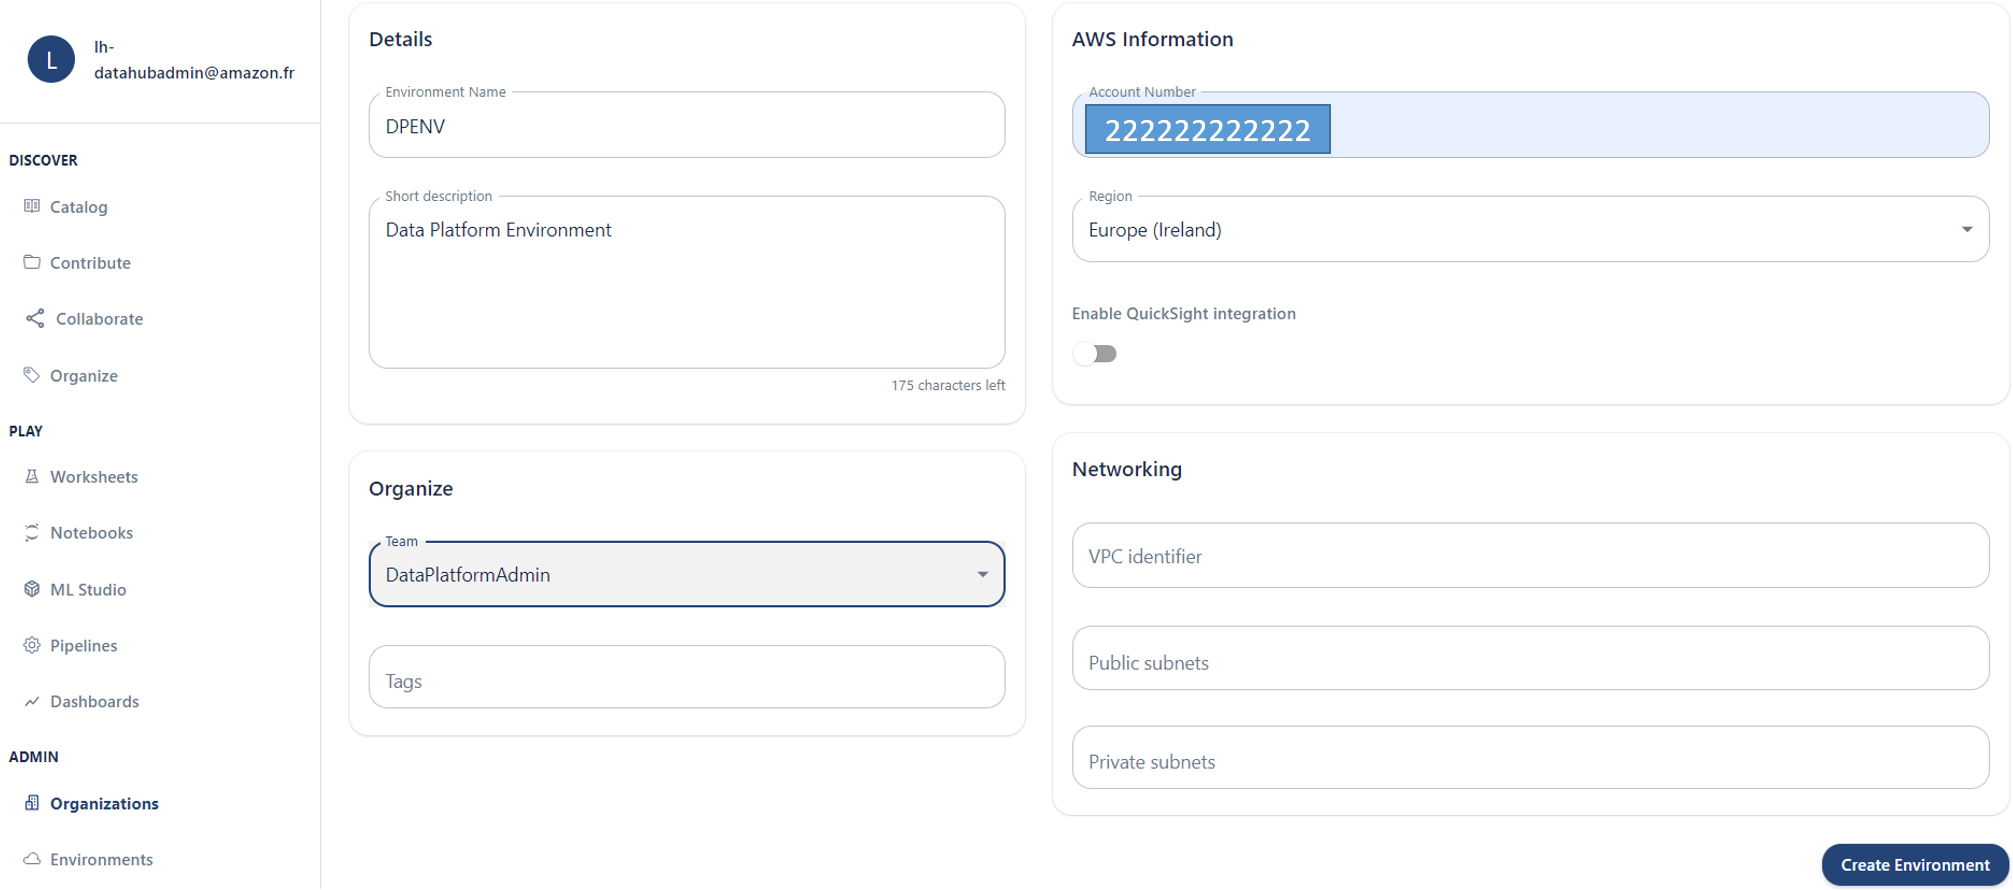 L
lh-
datahubadmin@amazon.fr
DISCOVER
Catalog
Contribute
Collaborate
Organize
PLAY
Worksheets
Notebooks
ML Studio
Pipelines
Dashboards
ADMIN
Organizations
Environments
Details
Environment Name
DPENV
Short description
Data Platform Environment
175 characters left
Organize
Team
DataPlatformAdmin
Tags
AWS Information
Account Number
222222222222
Region
Europe (Ireland)
Enable QuickSight integration
Networking
VPC identifier
Public subnets
Private subnets
Create Environment